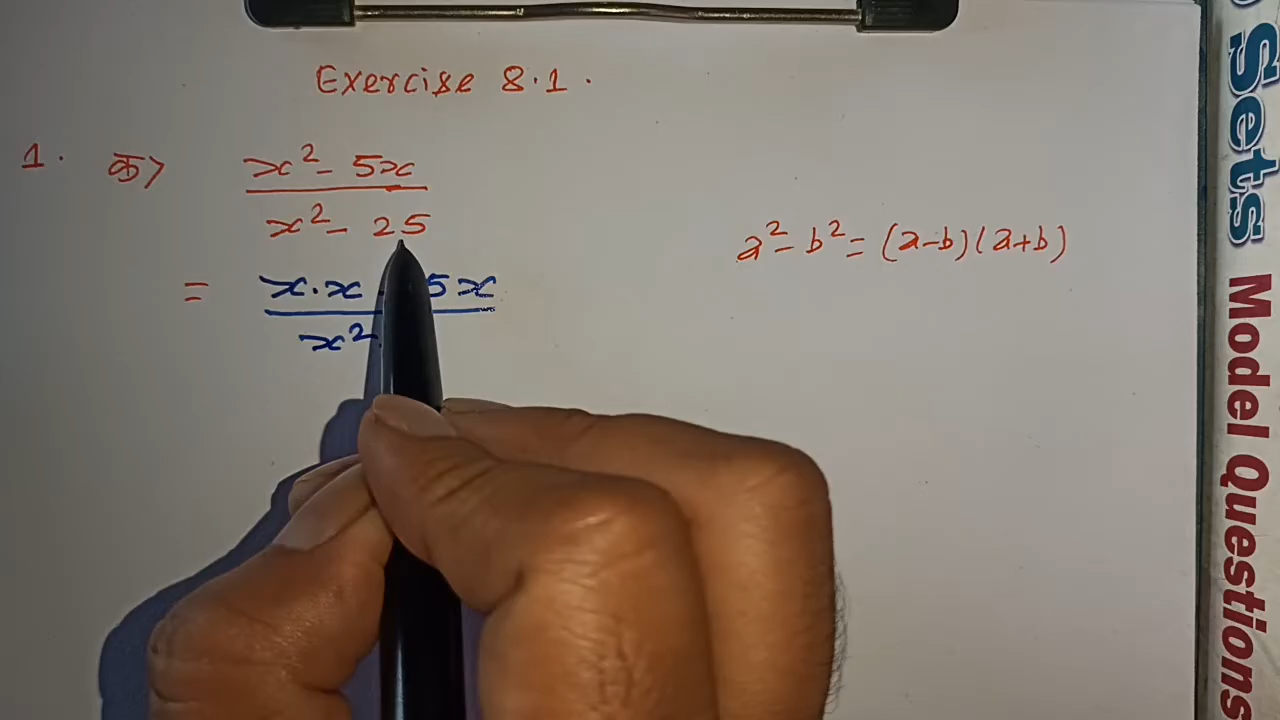 Exercise 8.1.
1. क> x² - 5x
x² - 25
a² - b² = (a-b)(a+b)
= x.x 5x
x²
Sets
Model Questions